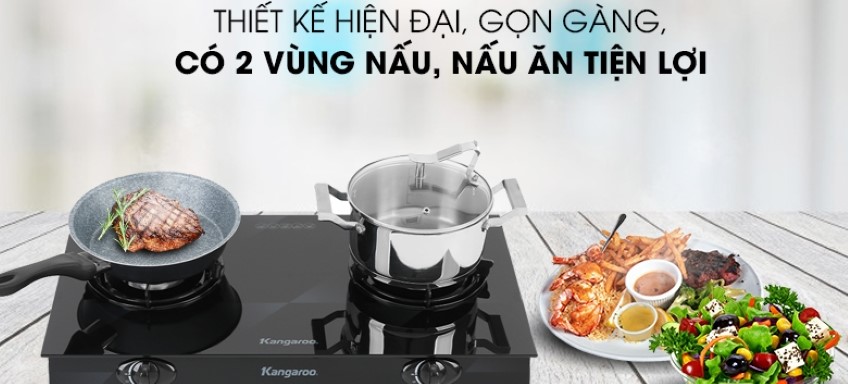 THIẾT KẾ HIỆN ĐẠI, GỌN GÀNG,
CÓ 2 VÙNG NẤU, NẤU ĂN TIỆN LỢI
Kangaroo
Kangaroo